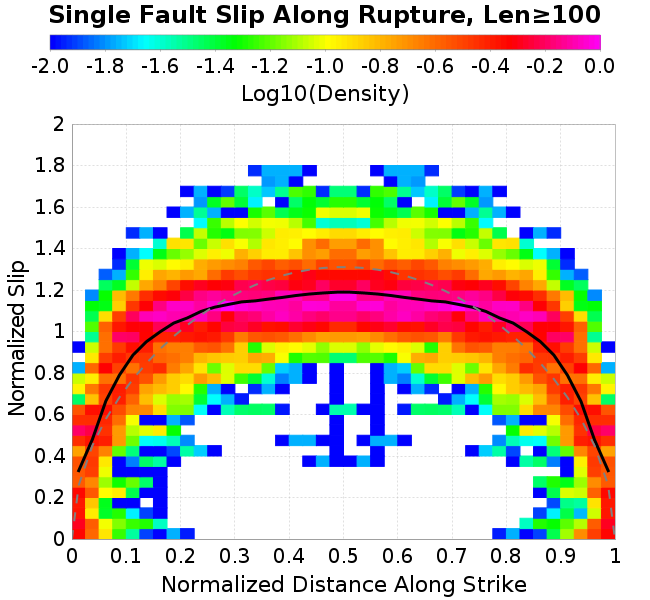 Single Fault Slip Along Rupture, Len≥100
-2.0 -1.8 -1.6 -1.4 -1.2 -1.0 -0.8 -0.6 -0.4 -0.2 0.0
Log10(Density)
Normalized Slip
2
1.8
1.6
1.4
1.2
1
0.8
0.6
0.4
0.2
0
0 0.1 0.2 0.3 0.4 0.5 0.6 0.7 0.8 0.9 1
Normalized Distance Along Strike